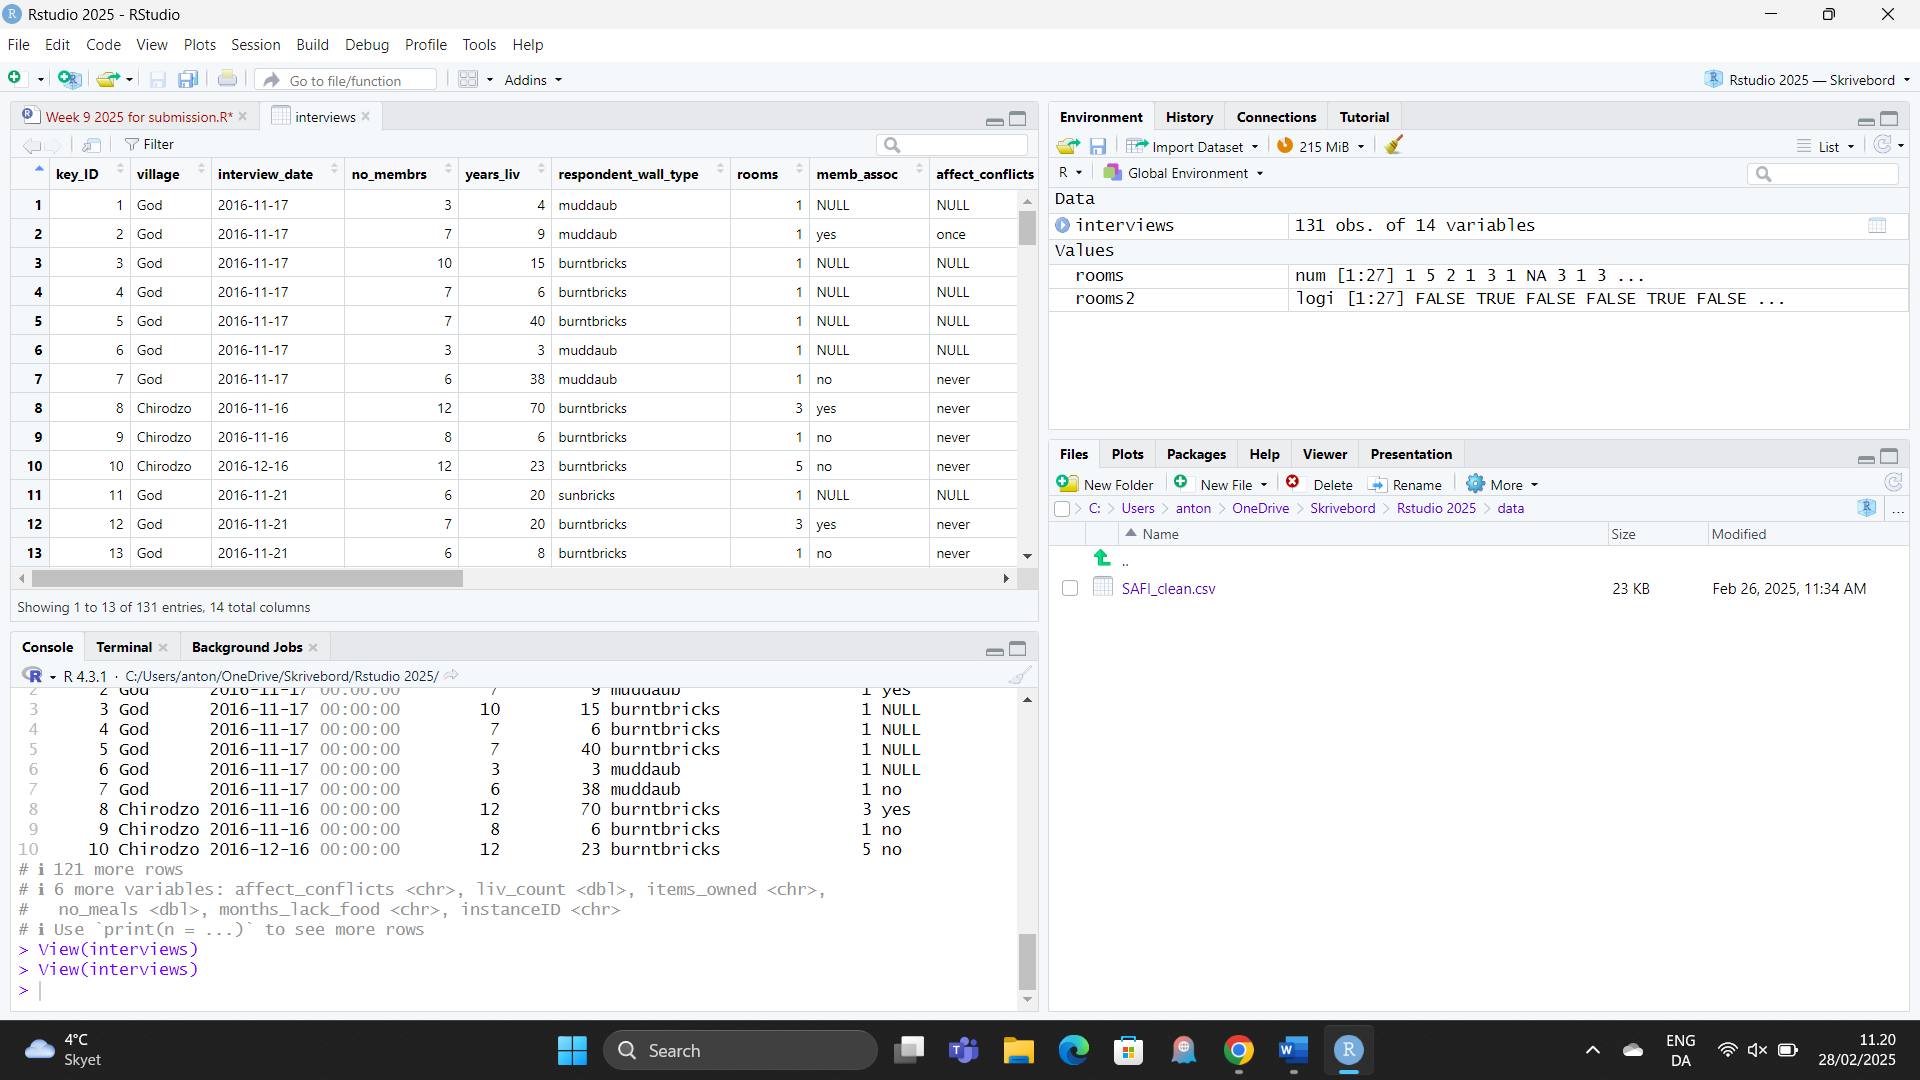 Rstudio 2025 - RStudio
File Edit Code View Plots Session Build Debug Profile Tools Help
Go to file/function Addins Rstudio 2025 — Skrivebord
Week 9 2025 for submission.R* interviews
Filter
key_ID village interview_date no_membrs years_liv respondent_wall_type rooms memb_assoc affect_conflicts
1 1 God 2016-11-17 3 4 muddaub 1 NULL NULL
2 2 God 2016-11-17 7 9 muddaub 1 yes once
3 3 God 2016-11-17 10 15 burntbricks 1 NULL NULL
4 4 God 2016-11-17 7 6 burntbricks 1 NULL NULL
5 5 God 2016-11-17 7 40 burntbricks 1 NULL NULL
6 6 God 2016-11-17 3 3 muddaub 1 NULL NULL
7 7 God 2016-11-17 6 38 muddaub 1 no never
8 8 Chirodzo 2016-11-16 12 70 burntbricks 3 yes never
9 9 Chirodzo 2016-11-16 8 6 burntbricks 1 no never
10 10 Chirodzo 2016-12-16 12 23 burntbricks 5 no never
11 11 God 2016-11-21 6 20 sunbricks 1 NULL NULL
12 12 God 2016-11-21 7 20 burntbricks 3 yes never
13 13 God 2016-11-21 6 8 burntbricks 1 no never
Showing 1 to 13 of 131 entries, 14 total columns
Console Terminal Background Jobs
R 4.3.1 · C:/Users/anton/OneDrive/Skrivebord/Rstudio 2025/
2 2 God 2016-11-17 00:00:00 7 9 muddaub 1 yes
3 3 God 2016-11-17 00:00:00 10 15 burntbricks 1 NULL
4 4 God 2016-11-17 00:00:00 7 6 burntbricks 1 NULL
5 5 God 2016-11-17 00:00:00 7 40 burntbricks 1 NULL
6 6 God 2016-11-17 00:00:00 3 3 muddaub 1 NULL
7 7 God 2016-11-17 00:00:00 6 38 muddaub 1 no
8 8 Chirodzo 2016-11-16 00:00:00 12 70 burntbricks 3 yes
9 9 Chirodzo 2016-11-16 00:00:00 8 6 burntbricks 1 no
10 10 Chirodzo 2016-12-16 00:00:00 12 23 burntbricks 5 no
# ℹ 121 more rows
# ℹ 6 more variables: affect_conflicts <chr>, liv_count <dbl>, items_owned <chr>,
# no_meals <dbl>, months_lack_food <chr>, instanceID <chr>
# ℹ Use `print(n = ...)` to see more rows
> View(interviews)
> View(interviews)
>
Environment History Connections Tutorial
Import Dataset 215 MiB List
R Global Environment
Data
interviews 131 obs. of 14 variables
Values
rooms num [1:27] 1 5 2 1 3 1 NA 3 1 3 ...
rooms2 logi [1:27] FALSE TRUE FALSE FALSE TRUE FALSE ...
Files Plots Packages Help Viewer Presentation
New Folder New File Delete Rename More
C: Users anton OneDrive Skrivebord Rstudio 2025 data ...
Name Size Modified
..
SAFI_clean.csv 23 KB Feb 26, 2025, 11:34 AM
4°C
Skyet
Search
ENG
DA
11.20
28/02/2025